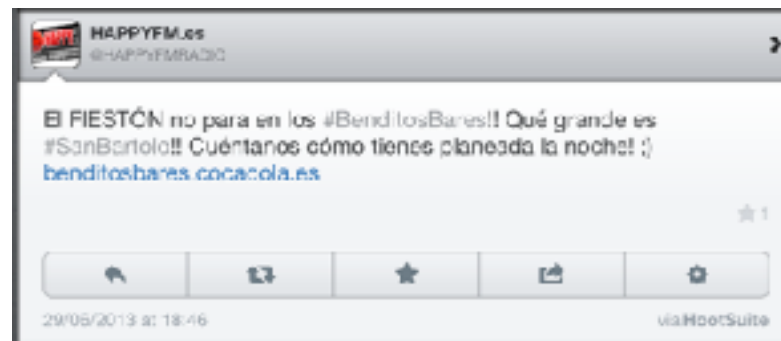 HAPPYFM.es
@HAPPYFMRADIO
El FIESTÓN no para en los #BenditosBares!! Qué grande es
#SanBartolo!! Cuéntanos cómo tienes planeada la noche! ;)
benditosbares.cocacola.es
1
29/06/2013 at 18:46
via HootSuite